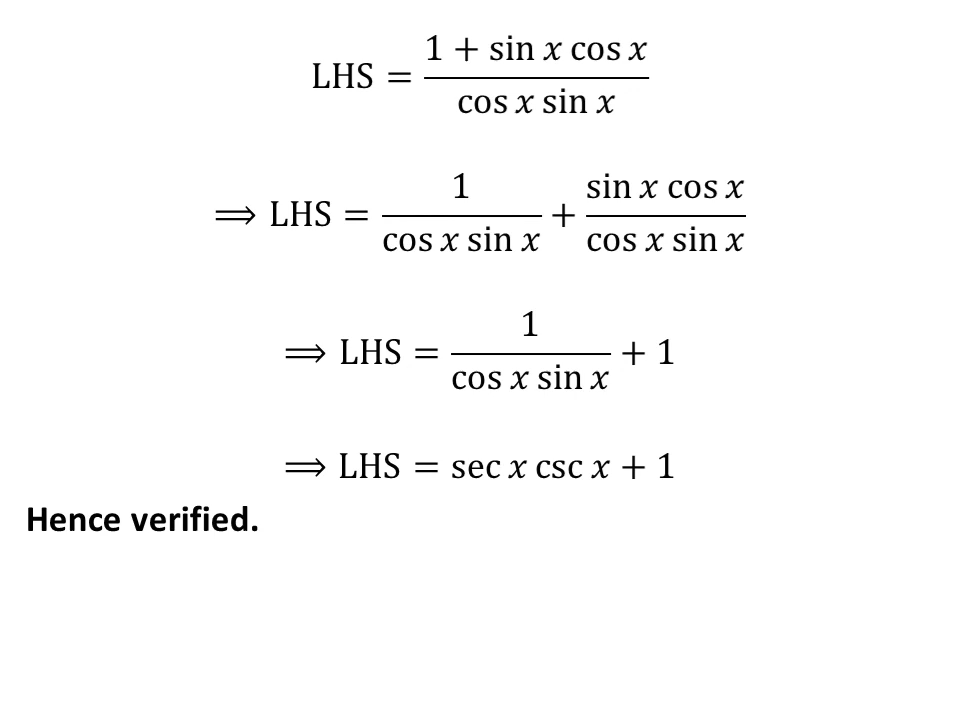 LHS = (1 + sin x cos x)/(cos x sin x)
⟹ LHS = 1/(cos x sin x) + (sin x cos x)/(cos x sin x)
⟹ LHS = 1/(cos x sin x) + 1
⟹ LHS = sec x csc x + 1
Hence verified.